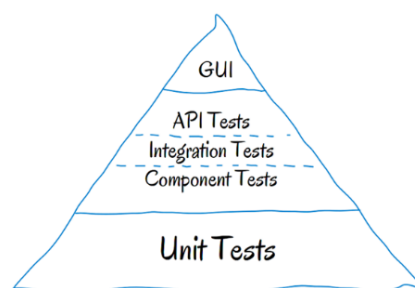 GUI
API Tests
Integration Tests
Component Tests
Unit Tests